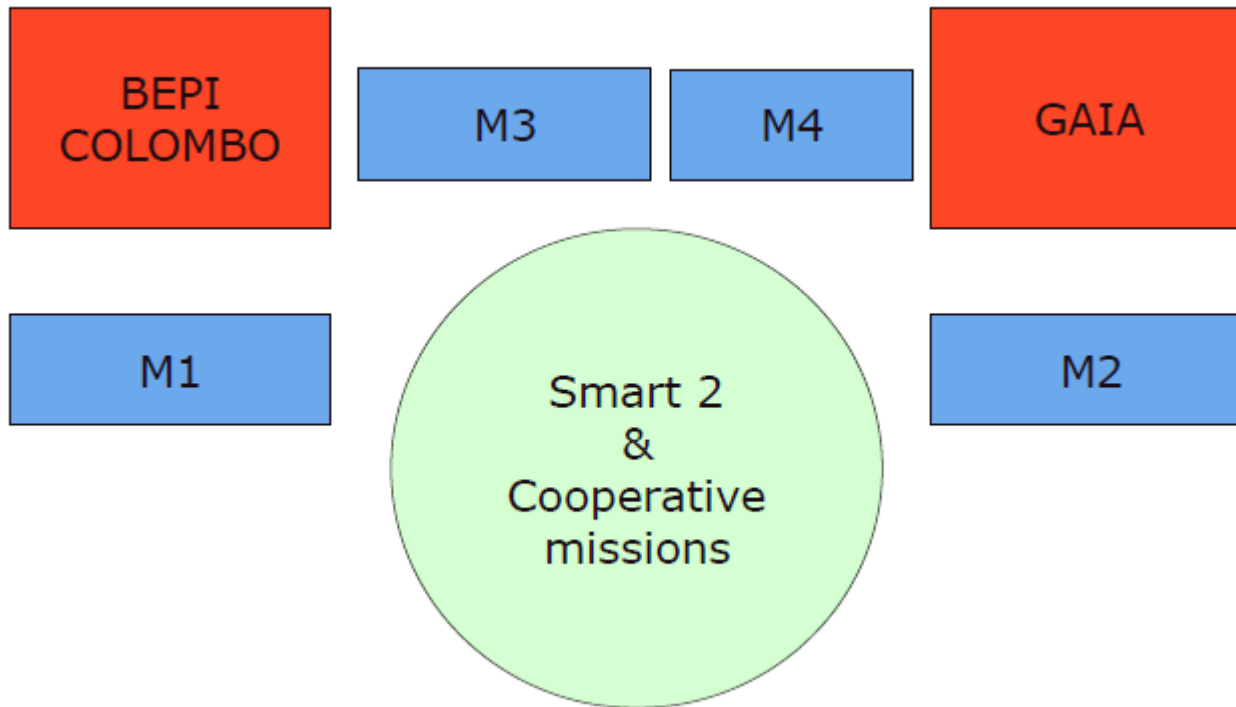 BEPI
COLOMBO
M3
M4
GAIA
M1
M2
Smart 2
&
Cooperative
missions